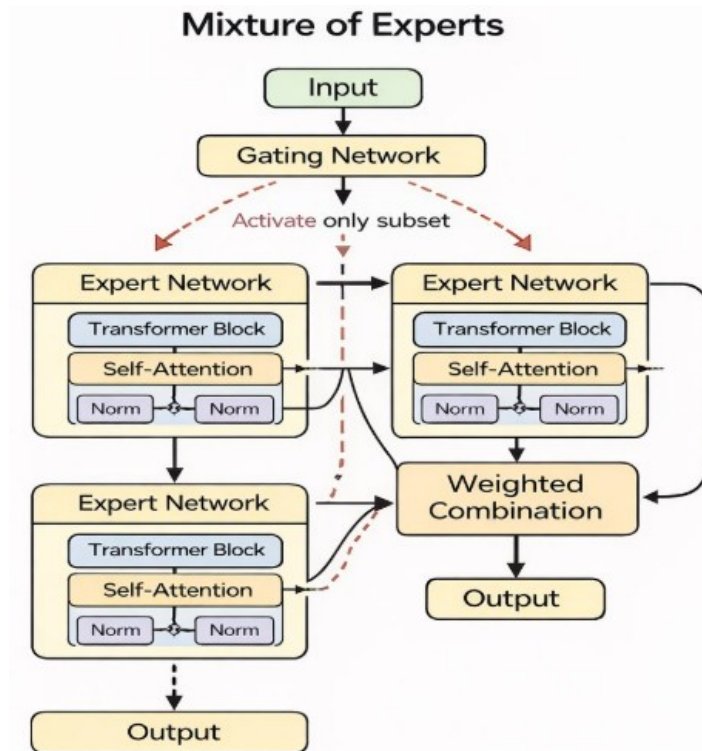 Mixture of Experts
Input
Gating Network
Activate only subset
Expert Network
Transformer Block
Self-Attention
Norm Norm
Expert Network
Transformer Block
Self-Attention
Norm Norm
Expert Network
Transformer Block
Self-Attention
Norm Norm
Output
Weighted
Combination
Output